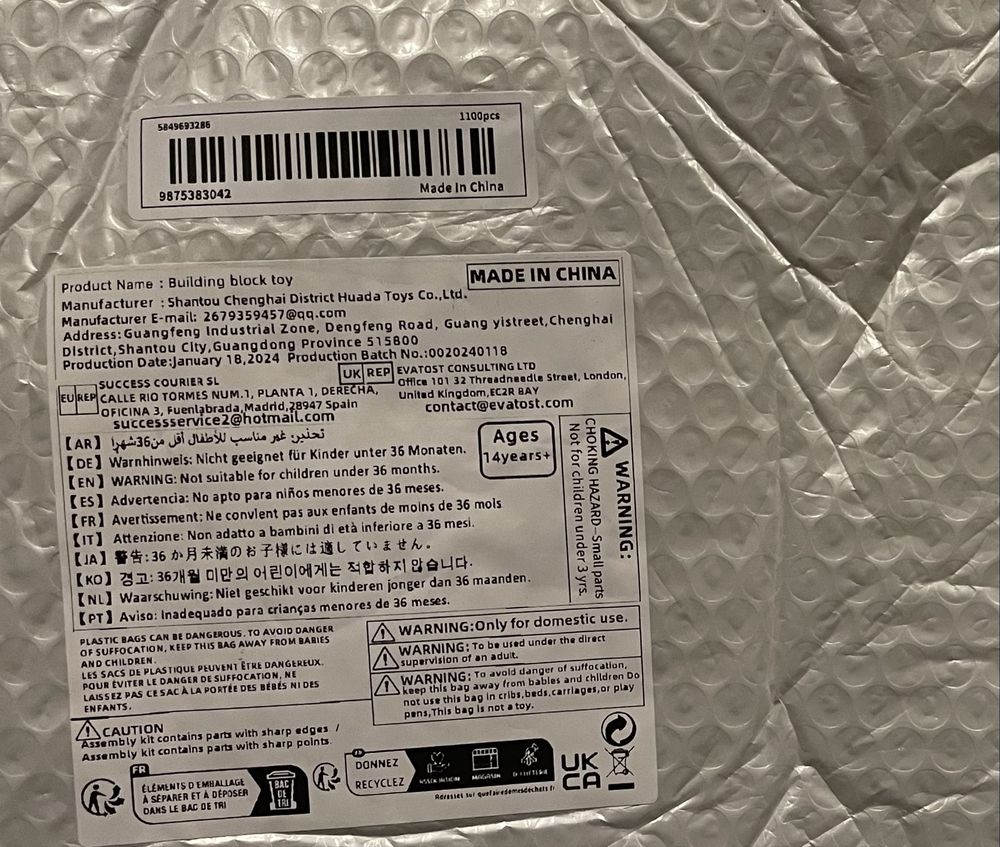 5849693286
1100pcs
9875383042
Made In China
Product Name : Building block toy
MADE IN CHINA
Manufacturer : Shantou Chenghai District Huada Toys Co.,Ltd.
Manufacturer E-mail: 2679359457@qq.com
Address:Guangfeng Industrial Zone, Dengfeng Road, Guang yistreet,Chenghai
District,Shantou City,Guangdong Province 515800
Production Date:January 18,2024 Production Batch No.:0020240118
EU REP
SUCCESS COURIER SL
CALLE RIO TORMES NUM.1, PLANTA 1, DERECHA,
OFICINA 3, Fuenlabrada,Madrid,28947 Spain
successservice2@hotmail.com
UK REP
EVATOST CONSULTING LTD
Office 101 32 Threadneedle Street, London,
United Kingdom,EC2R BAY
contact@evatost.com
【AR】 تحذير: غير مناسب للأطفال أقل من36شهرا
【DE】 Warnhinweis: Nicht geeignet für Kinder unter 36 Monaten.
【EN】 WARNING: Not suitable for children under 36 months.
【ES】 Advertencia: No apto para niños menores de 36 meses.
【FR】 Avertissement: Ne convient pas aux enfants de moins de 36 mols
【IT】 Attenzione: Non adatto a bambini di età inferiore a 36 mesi.
【JA】 警告:36 か月未満のお子様には適していません。
【KO】 경고: 36개월 미만의 어린이에게는 적합하지 않습니다.
【NL】 Waarschuwing: Niet geschikt voor kinderen jonger dan 36 maanden.
【PT】 Aviso: Inadequado para crianças menores de 36 meses.
Ages
14years+
WARNING:
CHOKING HAZARD--Small parts
Not for children under 3 yrs.
PLASTIC BAGS CAN BE DANGEROUS. TO AVOID DANGER
OF SUFFOCATION, KEEP THIS BAG AWAY FROM BABIES
AND CHILDREN.
LES SACS DE PLASTIQUE PEUVENT ÊTRE DANGEREUX.
POUR ÉVITER LE DANGER DE SUFFOCATION, NE
LAISSEZ PAS CE SAC À LA PORTÉE DES BÉBÉS NI DES
ENFANTS.
WARNING:Only for domestic use.
WARNING: To be used under the direct
supervision of an adult.
WARNING: To avoid danger of suffocation,
keep this bag away from babies and children Do
not use this bag in cribs,beds,carriages,or play
pens,This bag is not a toy.
CAUTION
Assembly kit contains parts with sharp edges /
Assembly kit contains parts with sharp points.
FR
ÉLÉMENTS D EMBALLAGE
À SÉPARER ET À DÉPOSER
DANS LE BAC DE TRI
BAC
DE
TRI
FR
DONNEZ
RECYCLEZ
ASSOCIATION
MAGASIN
DÉCHETERIE
Adresses sur quefairedemesdechets.fr
UK
CA